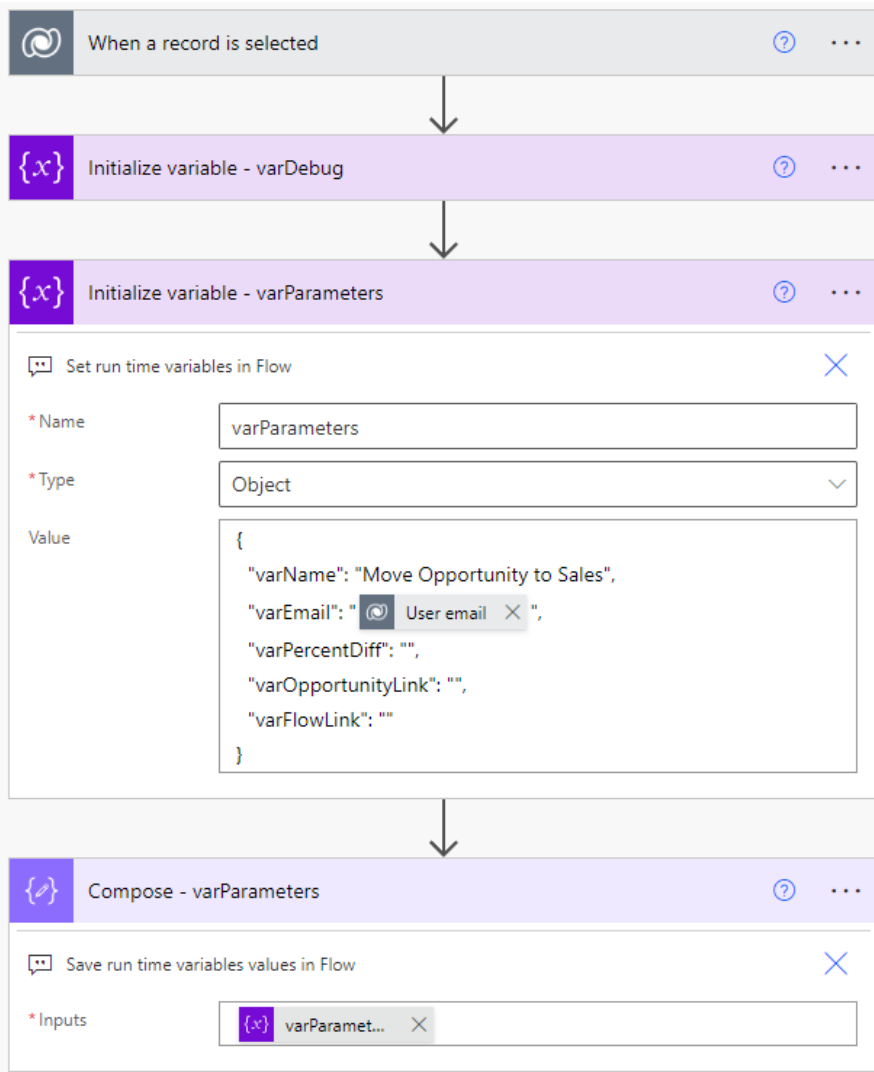 When a record is selected
{x} Initialize variable - varDebug
{x} Initialize variable - varParameters
Set run time variables in Flow
* Name varParameters
* Type Object
Value {
"varName": "Move Opportunity to Sales",
"varEmail": " User email ",
"varPercentDiff": "",
"varOpportunityLink": "",
"varFlowLink": ""
}
Compose - varParameters
Save run time variables values in Flow
* Inputs {x} varParamet...